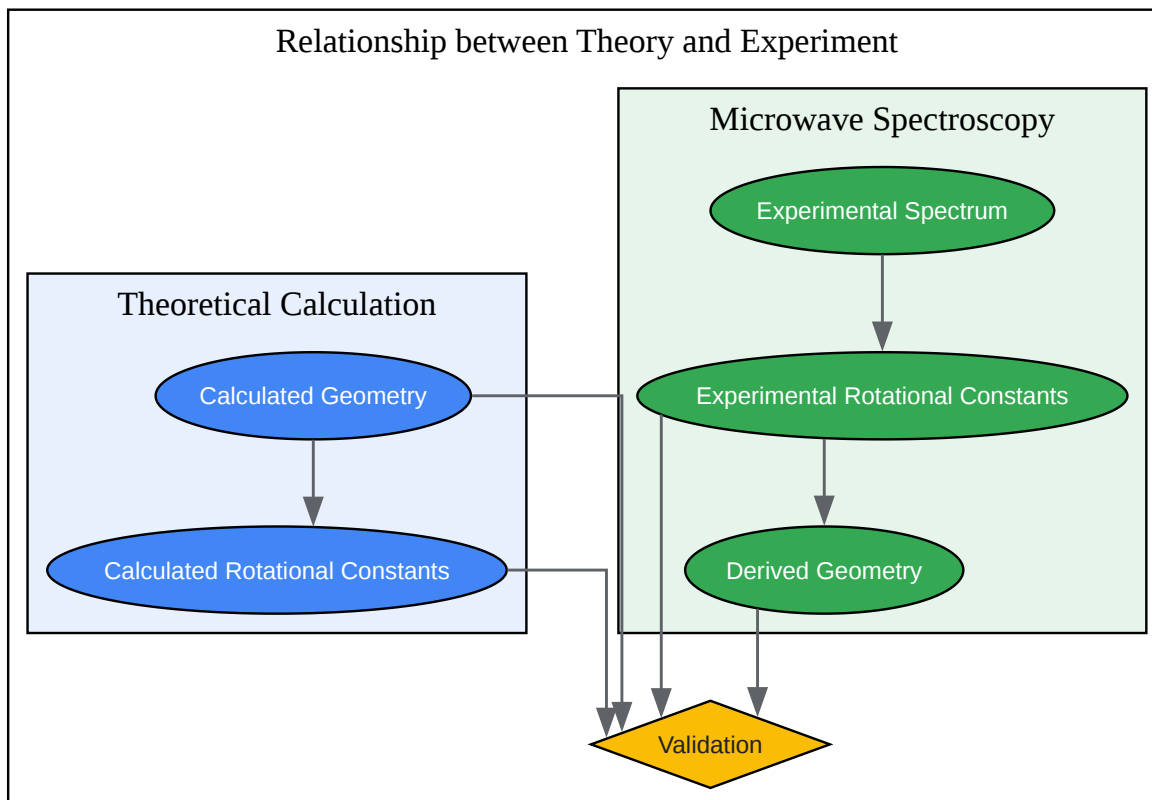 Relationship between Theory and Experiment
Microwave Spectroscopy
Experimental Spectrum
Theoretical Calculation
Calculated Geometry
Experimental Rotational Constants
Calculated Rotational Constants
Derived Geometry
Validation